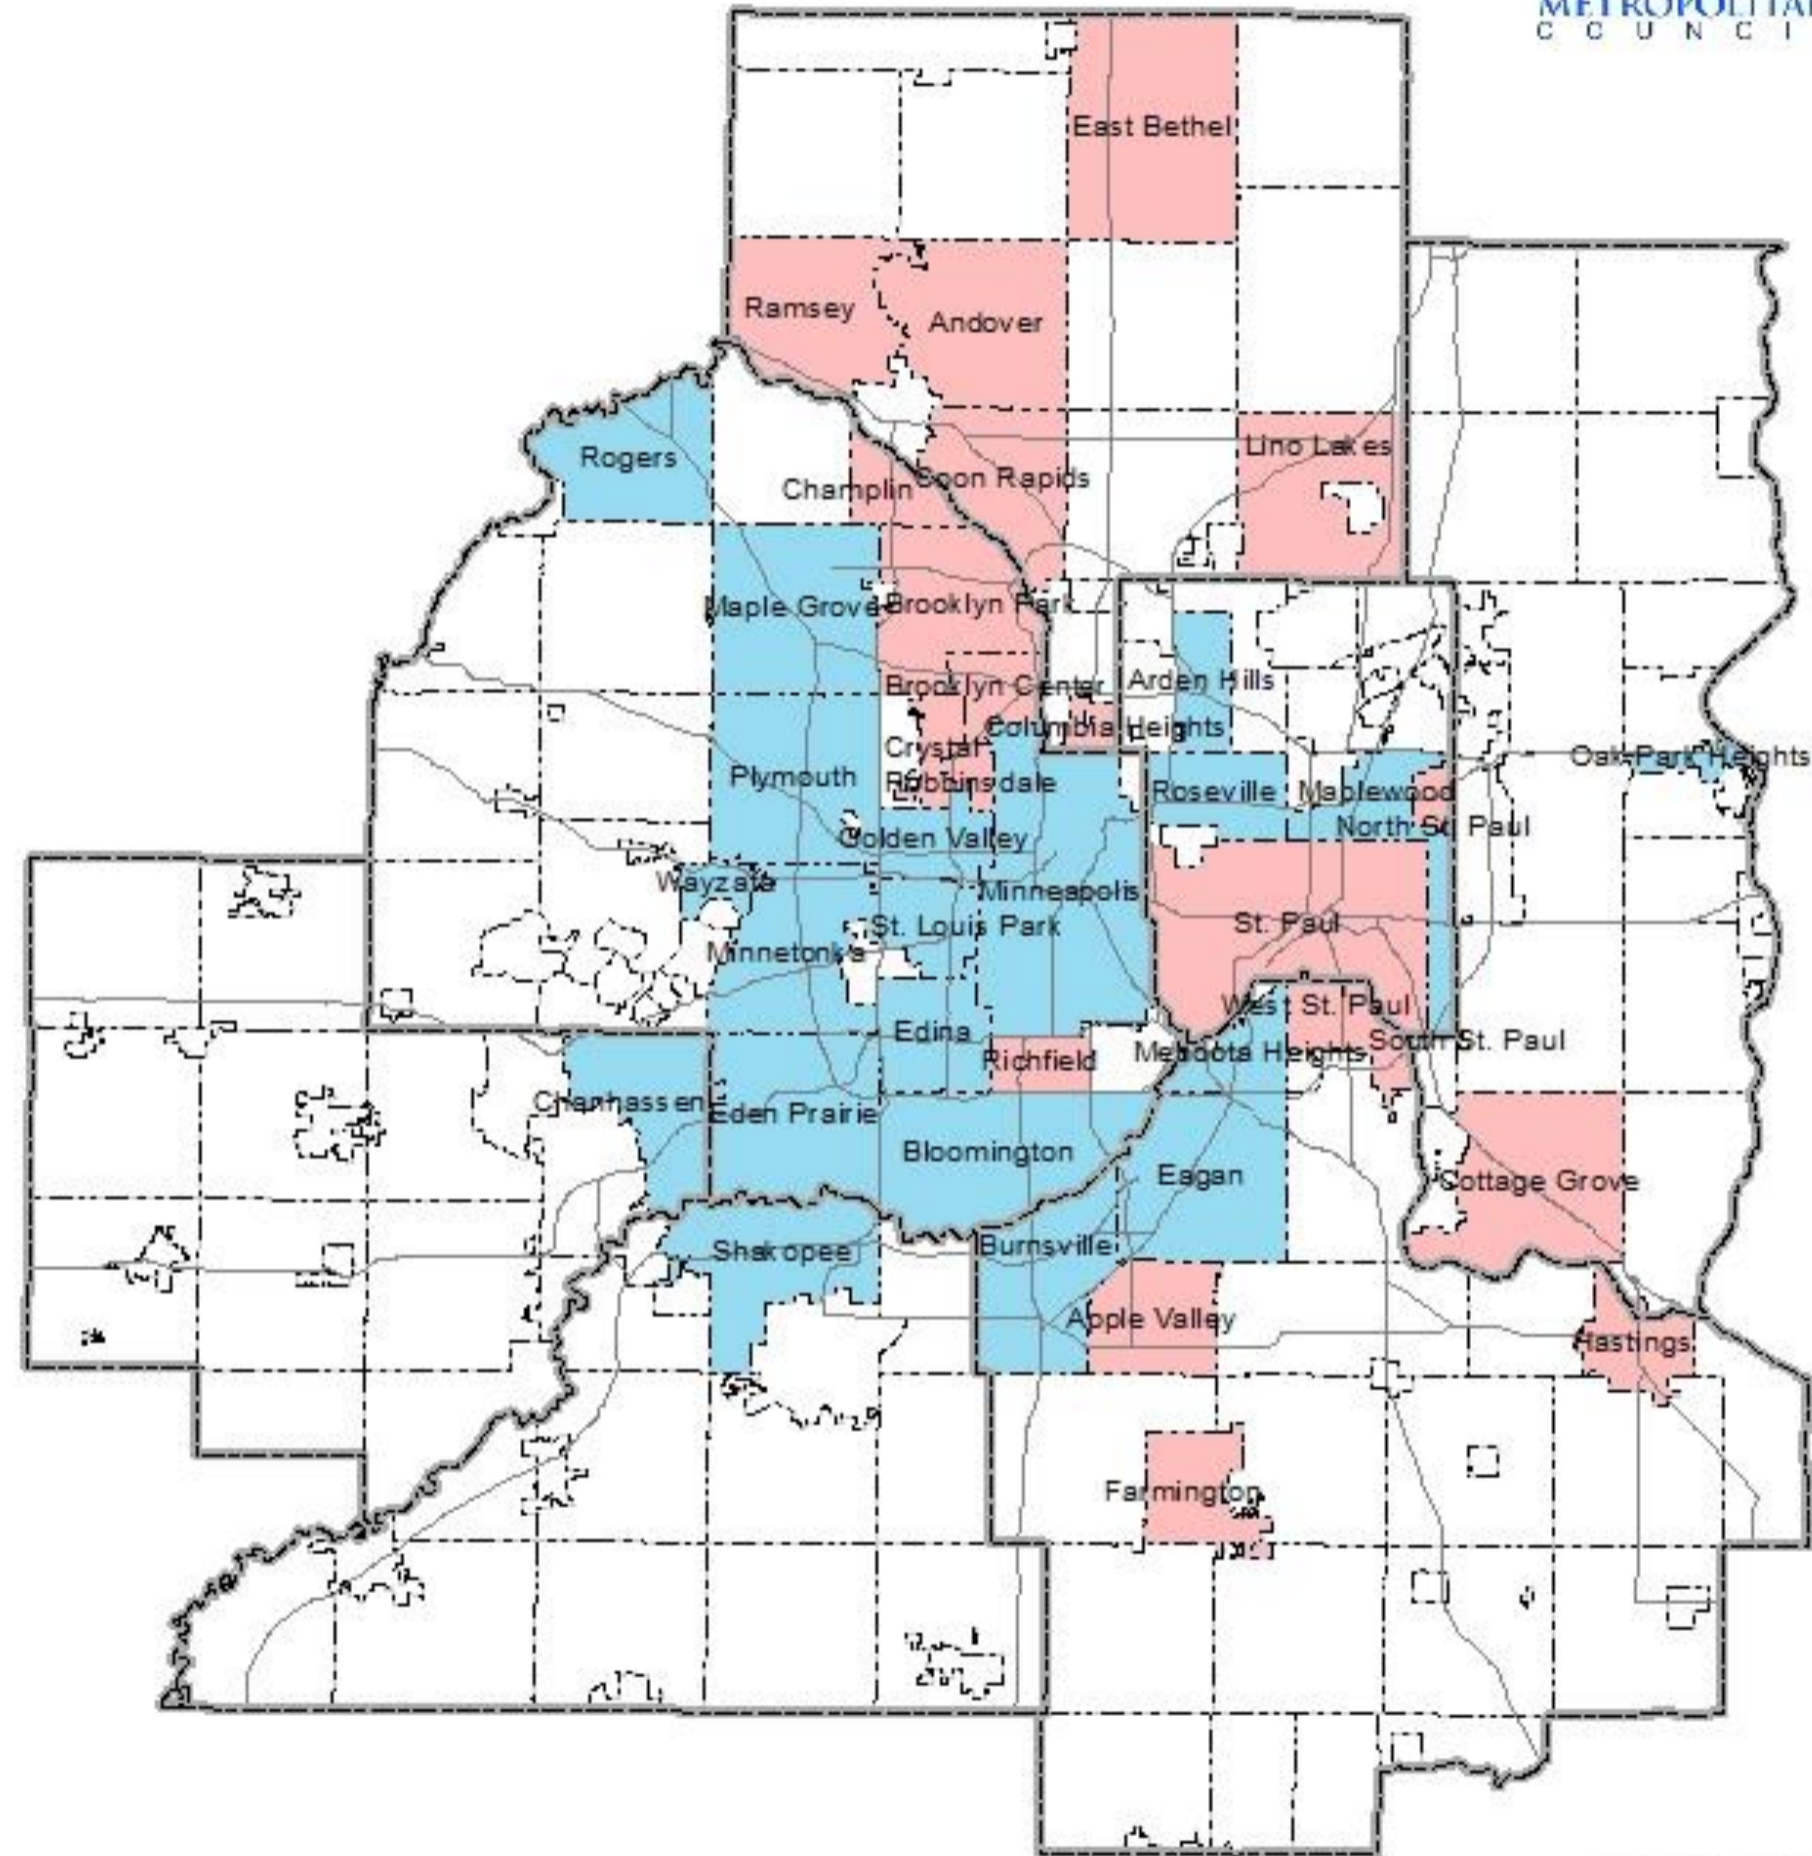 METROPOLITAN
COUNCI
East Bethel
Ramsey
Andover
Lino Lakes
Rogers
Coon Rapids
Champlin
Maple Grove
Brooklyn Park
Brooklyn Center
Arden Hills
Columbia Heights
Crystal
Oak Park Heights
Plymouth
Robbinsdale
Roseville
Maplewood
North St. Paul
Golden Valley
Wayzata
Minneapolis
St. Louis Park
St. Paul
Minnetonka
West St. Paul
Edina
South St. Paul
Richfield
Mendota Heights
Chanhassen
Eden Prairie
Bloomington
Eagan
Cottage Grove
Shakopee
Burnsville
Apple Valley
Hastings
Farmington